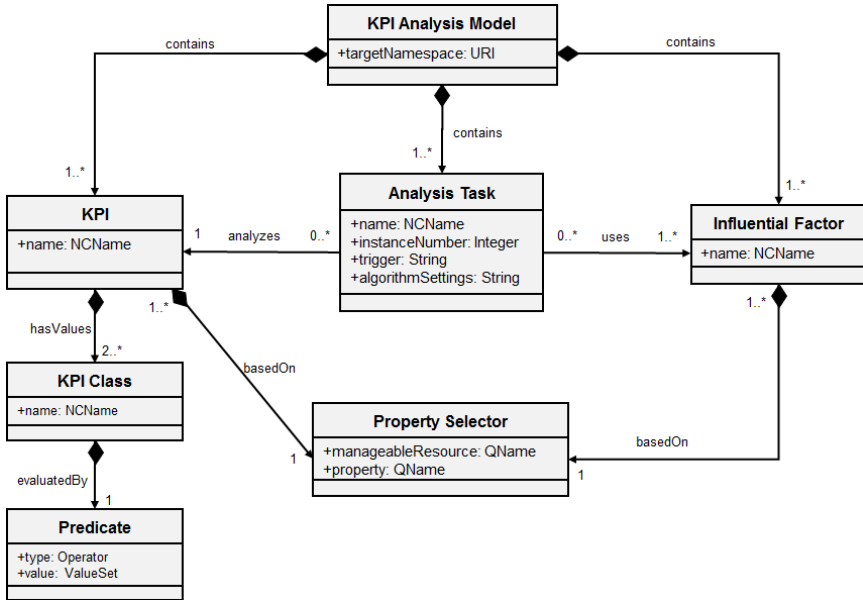 KPI Analysis Model
+targetNamespace: URI
contains
contains
contains
1..*
1..*
1..*
KPI
+name: NCName
Analysis Task
+name: NCName
+instanceNumber: Integer
+trigger: String
+algorithmSettings: String
Influential Factor
+name: NCName
1
analyzes
0..*
0..*
uses
1..*
1..*
1..*
hasValues
2..*
basedOn
KPI Class
+name: NCName
Property Selector
+manageableResource: QName
+property: QName
1
basedOn
1
evaluatedBy
1
Predicate
+type: Operator
+value: ValueSet